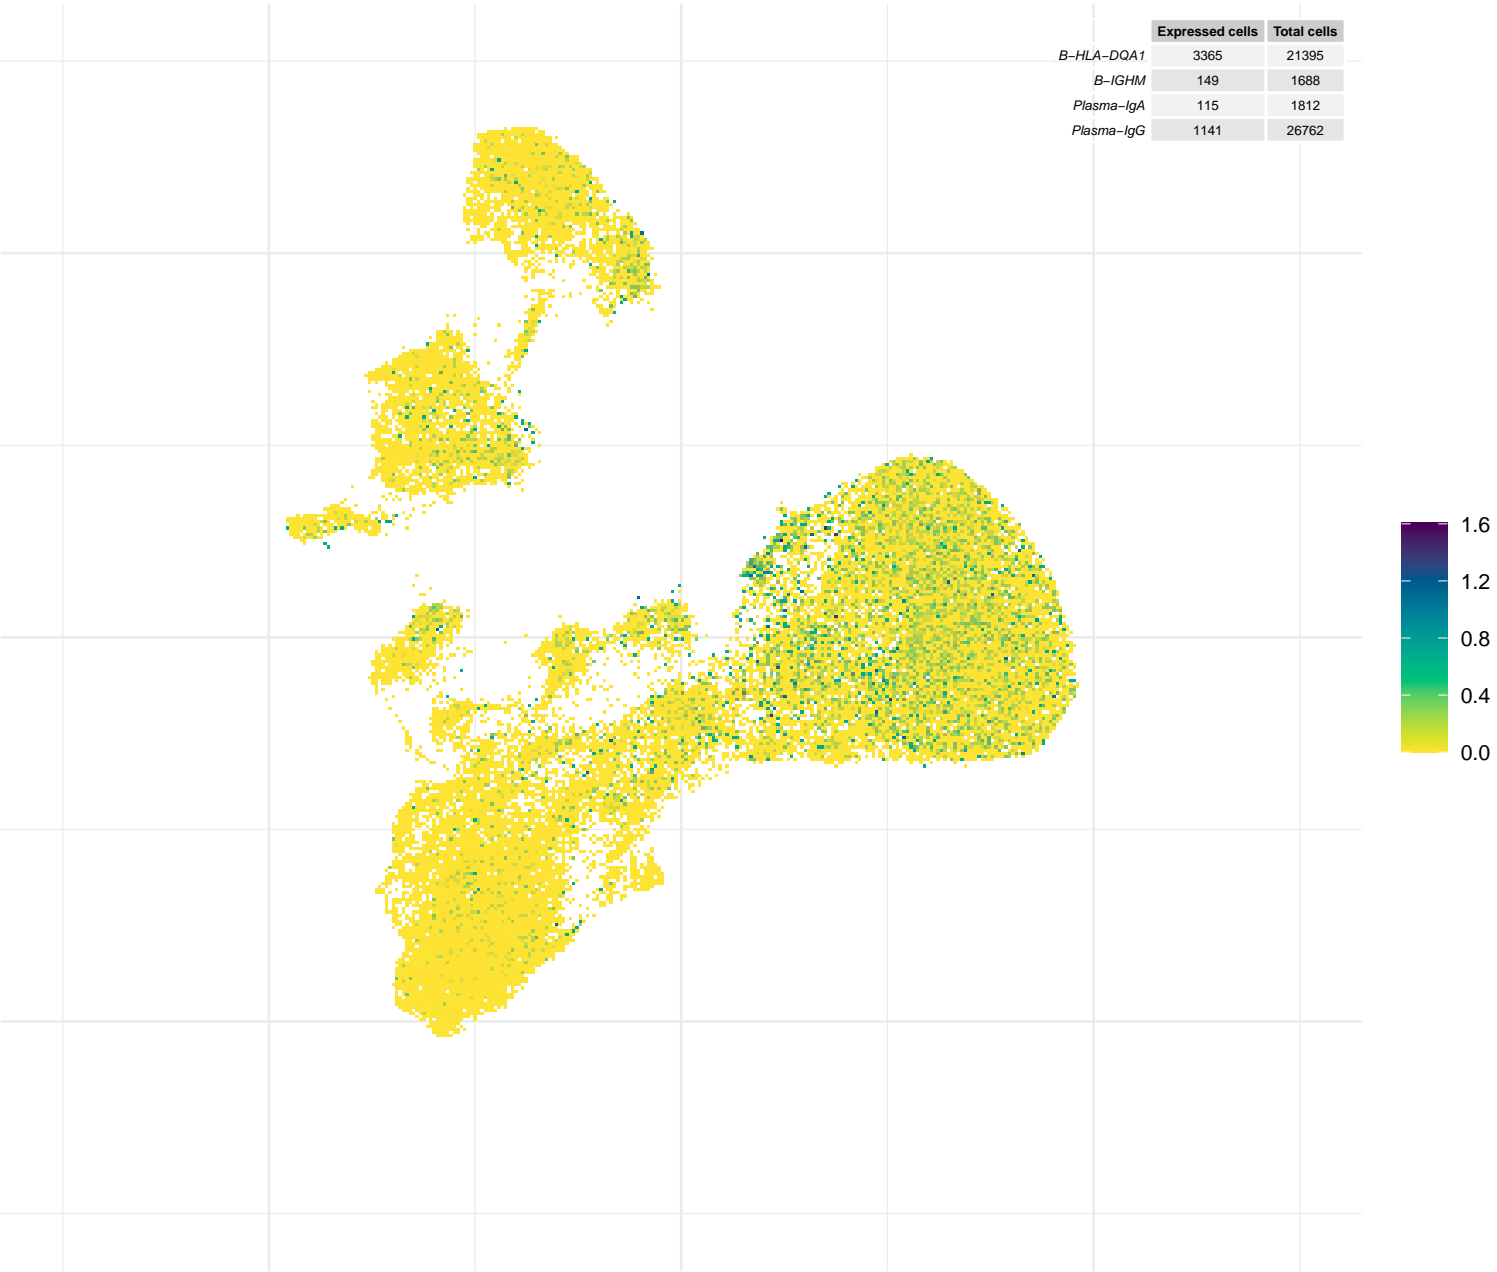 Expressed cells Total cells
B−HLA−DQA1 3365 21395
B−IGHM 149 1688
Plasma−IgA 115 1812
Plasma−IgG 1141 26762
1.6
1.2
0.8
0.4
0.0